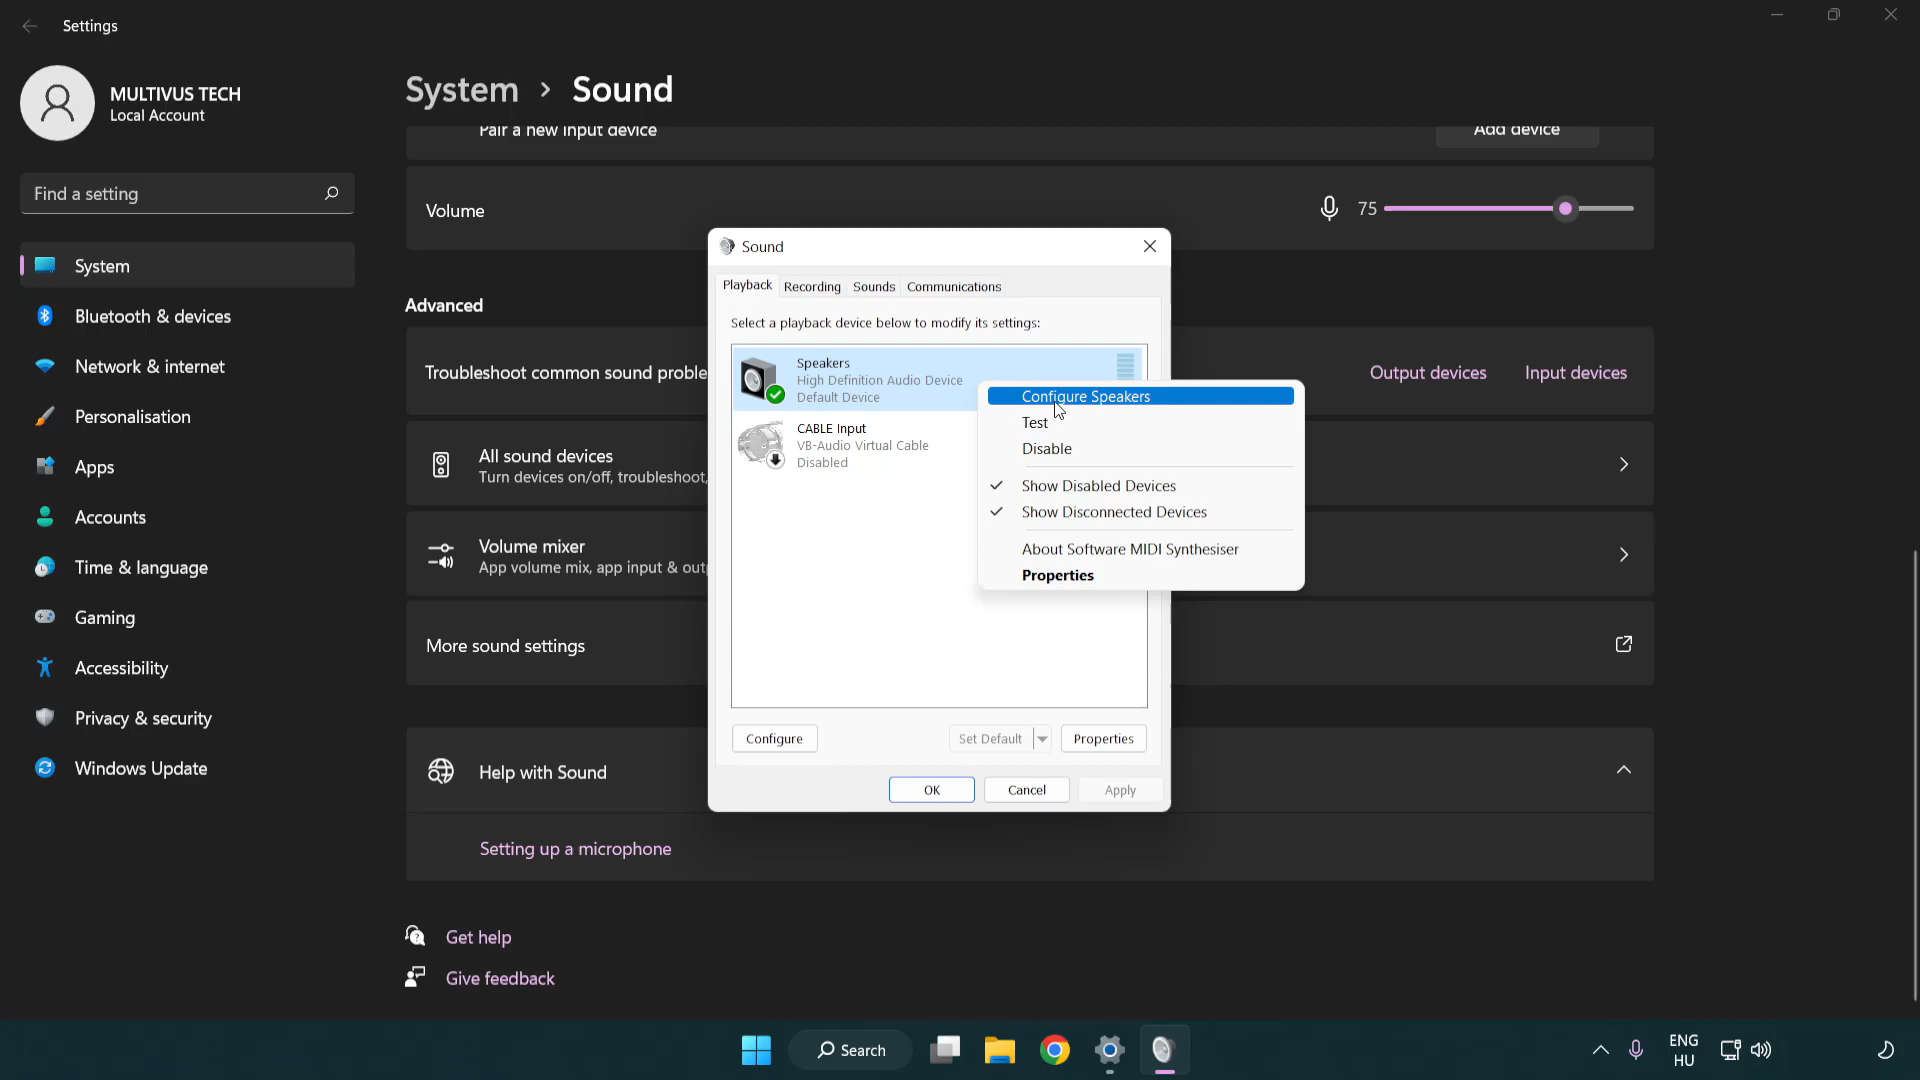 Settings
MULTIVUS TECH
Local Account
Find a setting
System
Bluetooth & devices
Network & internet
Personalisation
Apps
Accounts
Time & language
Gaming
Accessibility
Privacy & security
Windows Update
System > Sound
Pair a new input device
Add device
Volume
75
Advanced
Troubleshoot common sound proble
Output devices
Input devices
All sound devices
Turn devices on/off, troubleshoot,
Volume mixer
App volume mix, app input & outp
More sound settings
Help with Sound
Setting up a microphone
Get help
Give feedback
Sound
Playback
Recording
Sounds
Communications
Select a playback device below to modify its settings:
Speakers
High Definition Audio Device
Default Device
CABLE Input
VB-Audio Virtual Cable
Disabled
Configure Speakers
Test
Disable
Show Disabled Devices
Show Disconnected Devices
About Software MIDI Synthesiser
Properties
Configure
Set Default
Properties
OK
Cancel
Apply
Search
ENG
HU